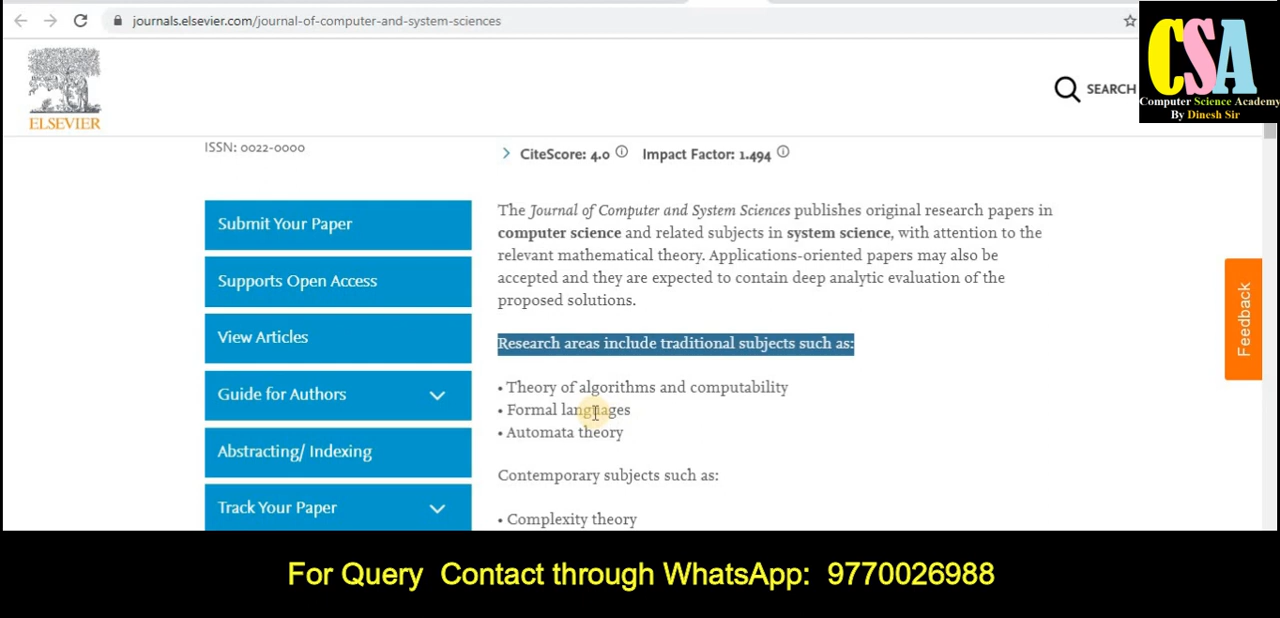 journals.elsevier.com/journal-of-computer-and-system-sciences
CSA
Computer Science Academy
By Dinesh Sir
ELSEVIER
SEARCH
ISSN: 0022-0000
CiteScore: 4.0 Impact Factor: 1.494
Submit Your Paper
Supports Open Access
View Articles
Guide for Authors
Abstracting/ Indexing
Track Your Paper
The Journal of Computer and System Sciences publishes original research papers in
computer science and related subjects in system science, with attention to the
relevant mathematical theory. Applications-oriented papers may also be
accepted and they are expected to contain deep analytic evaluation of the
proposed solutions.
Research areas include traditional subjects such as:
• Theory of algorithms and computability
• Formal languages
• Automata theory
Contemporary subjects such as:
• Complexity theory
Feedback
For Query Contact through WhatsApp: 9770026988